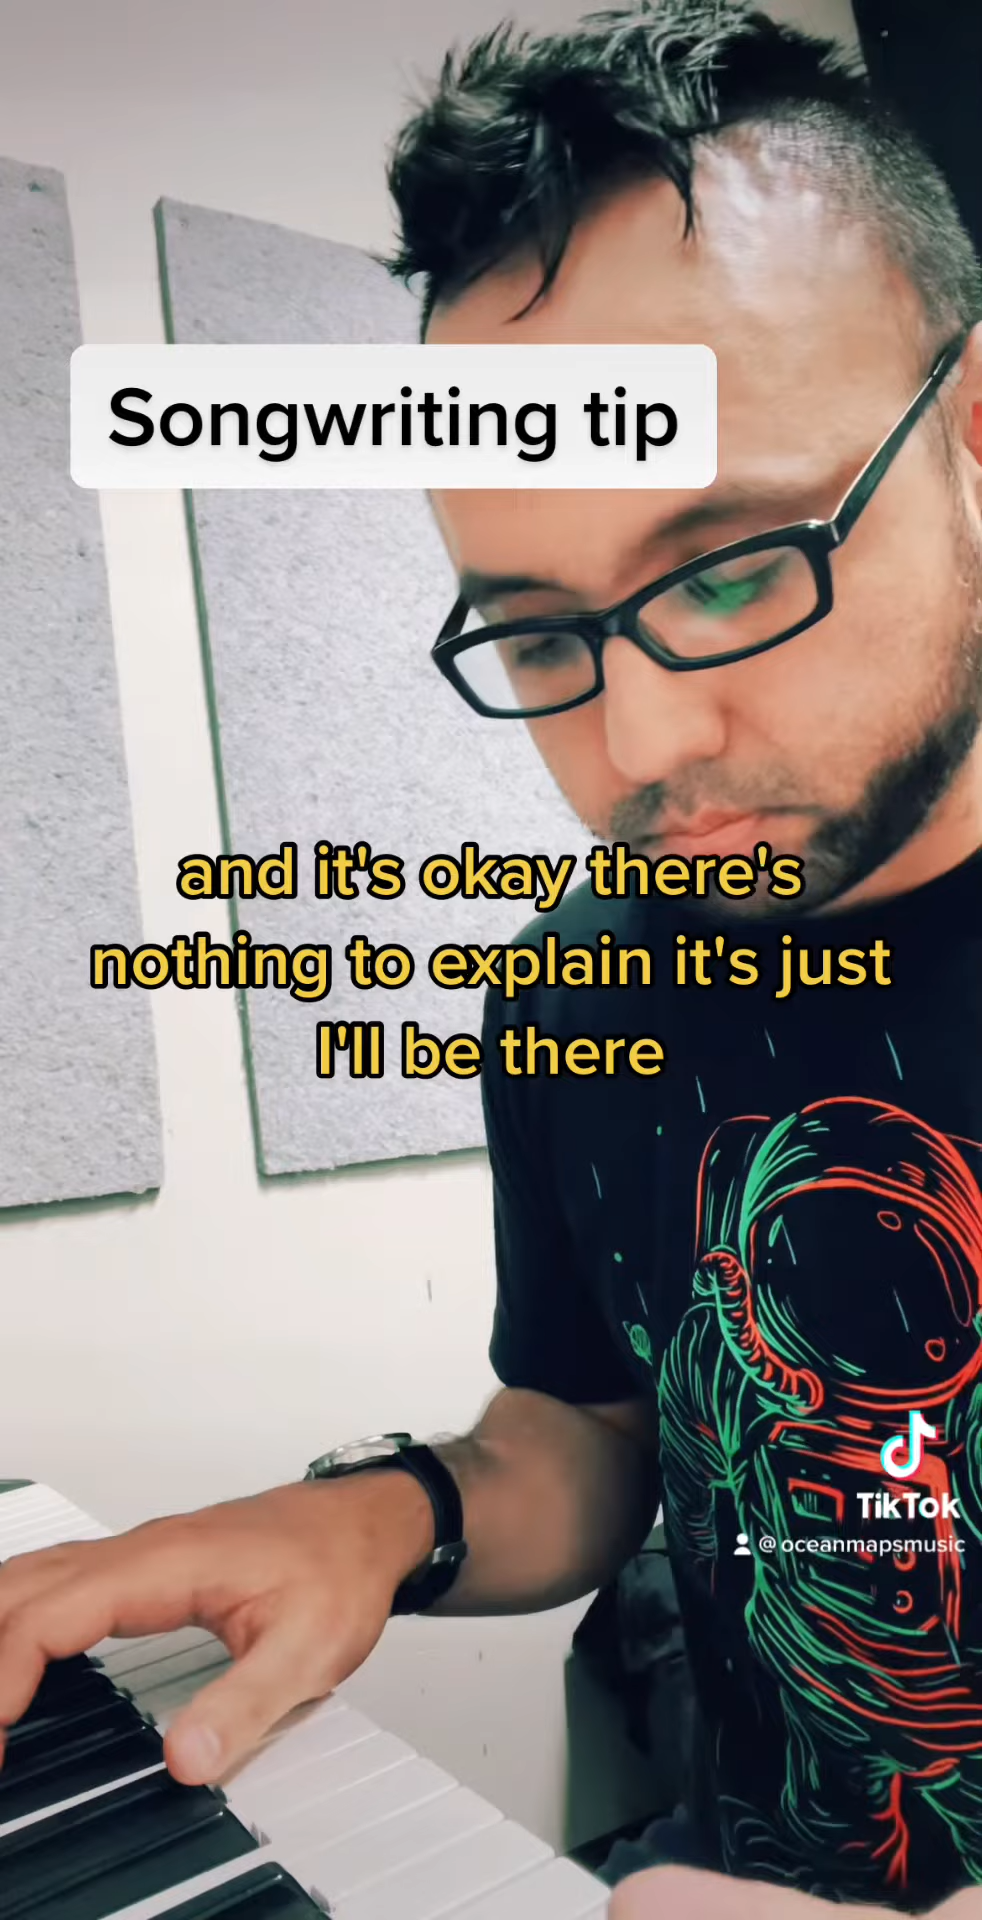 Songwriting tip
and it's okay there's
nothing to explain it's just
I'll be there
TikTok
@oceanmapsmusic